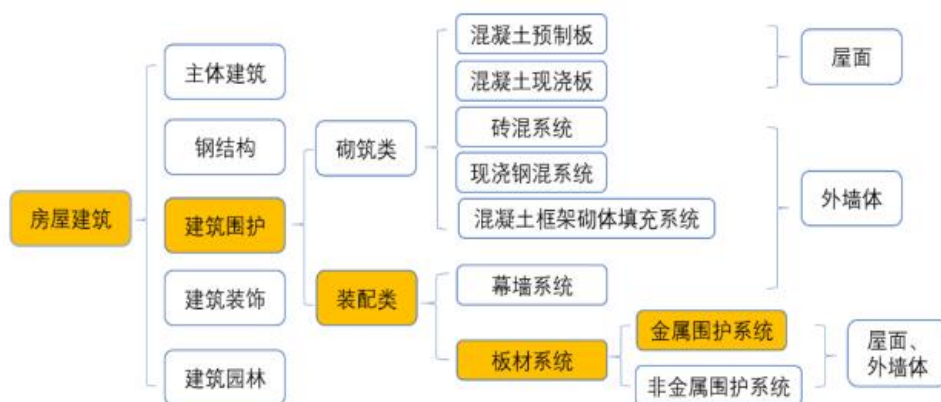 房屋建筑
主体建筑
钢结构
建筑围护
建筑装饰
建筑园林
砌筑类
装配类
混凝土预制板
混凝土现浇板
砖混系统
现浇钢混系统
混凝土框架砌体填充系统
幕墙系统
板材系统
金属围护系统
非金属围护系统
屋面
外墙体
屋面、
外墙体